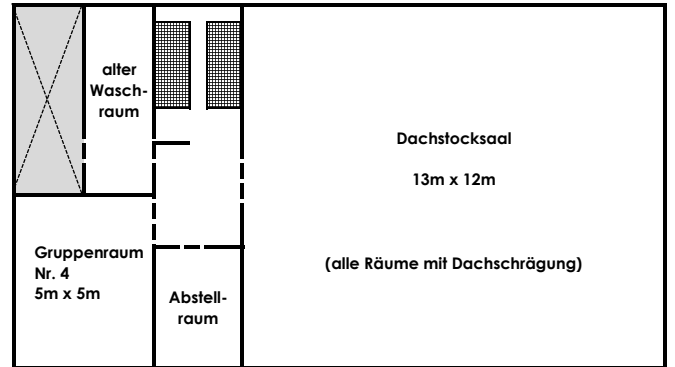 alter
Wasch-
raum
Dachstocksaal
13m x 12m
Gruppenraum
Nr. 4
5m x 5m
(alle Räume mit Dachschrägung)
Abstell-
raum